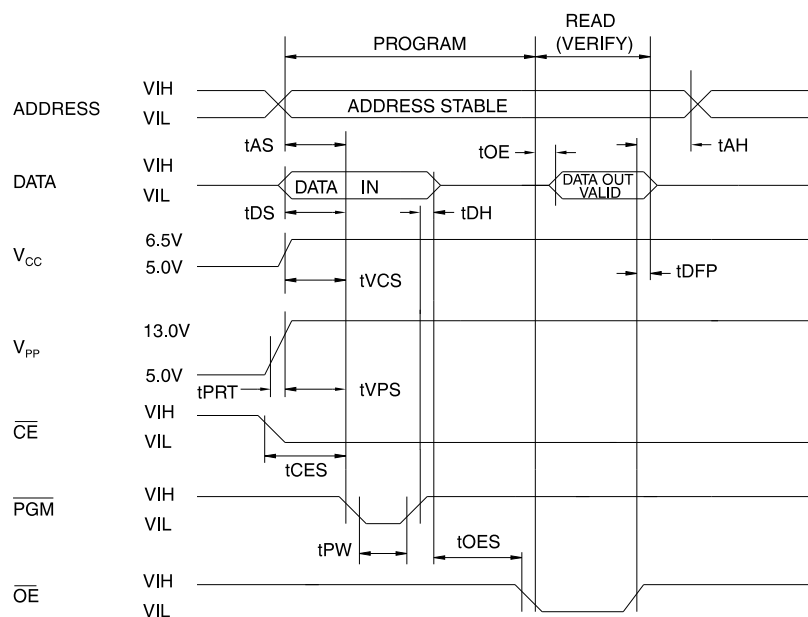 READ
PROGRAM (VERIFY)
ADDRESS VIH
VIL ADDRESS STABLE
tAS tOE tAH
DATA VIH
VIL DATA IN DATA OUT
VALID
tDS tDH
VCC 6.5V
5.0V tVCS tDFP
VPP 13.0V
5.0V
tPRT tVPS
CE VIH
VIL
tCES
PGM VIH
VIL
tPW tOES
OE VIH
VIL